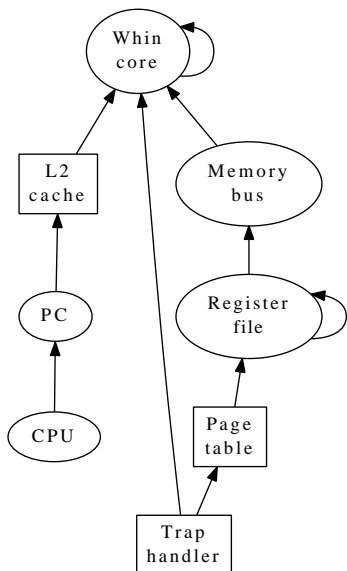 Whin
core
L2
cache
Memory
bus
PC
Register
file
CPU
Page
table
Trap
handler